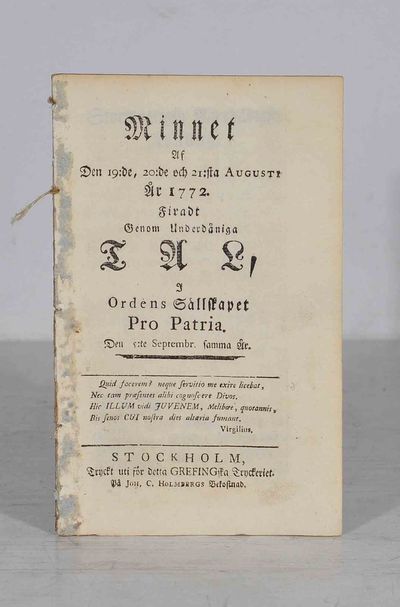 Minnet
Af
Den 19:de, 20:de och 21:sta AUGUSTI
År 1772.
Firadt
Genom Underdåniga
TAL,
I
Ordens Sällskapet
Pro Patria.
Den 5:te Septembr. samma År.
Quid facerem? neque servitio me exire licebat,
Nec tam præsentes alibi cognoscere Divos.
Hic ILLUM vidi JUVENEM, Melibœe, quotannis,
Bis senos CUI nostra dies altaria fumant.
Virgilius.
STOCKHOLM,
Tryckt uti för detta GREFINGska Tryckeriet.
På JOH. C. HOLMBERGS Bekostnad.